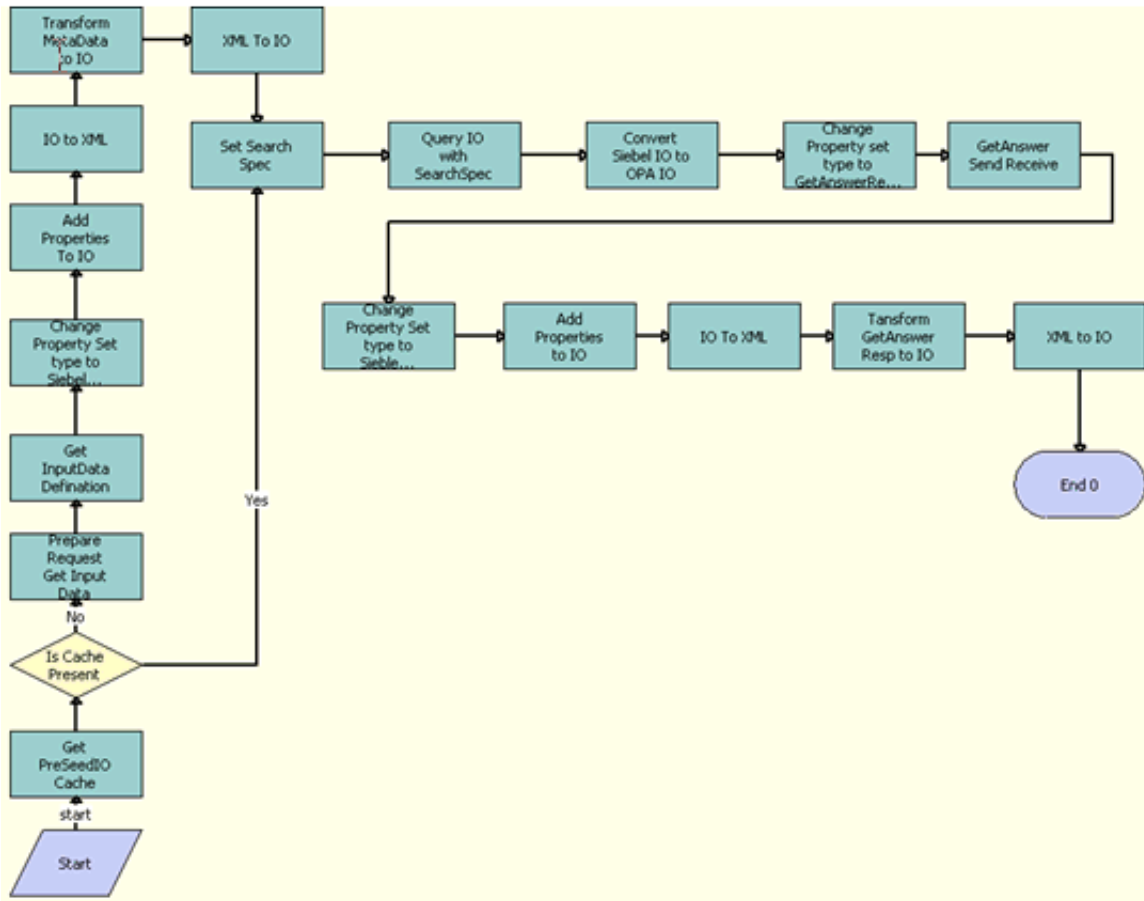 Transform
MetaData
to IO
XML To IO
IO to XML
Set Search
Spec
Query IO
with
SearchSpec
Convert
Siebel IO to
OPA IO
Change
Property set
type to
GetAnswerRe...
GetAnswer
Send Receive
Add
Properties
To IO
Change
Property Set
type to
Siebel...
Change
Property Set
type to
Sieble...
Add
Properties
to IO
IO To XML
Tansform
GetAnswer
Resp to IO
XML to IO
Get
InputData
Defination
End 0
Yes
Prepare
Request
Get Input
Data
No
Is Cache
Present
Get
PreSeedIO
Cache
start
Start